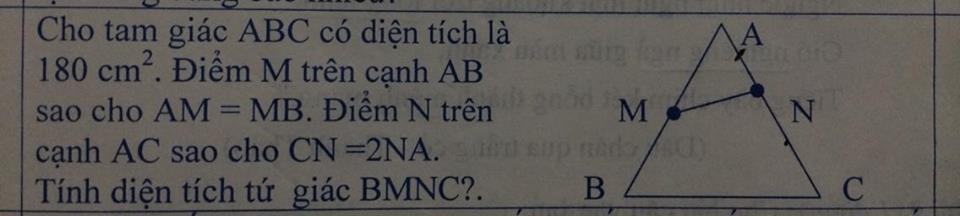 Cho tam giác ABC có diện tích là
180 cm². Điểm M trên cạnh AB
sao cho AM = MB. Điểm N trên
cạnh AC sao cho CN =2NA.
Tính diện tích tứ giác BMNC?.
A
M
N
B
C